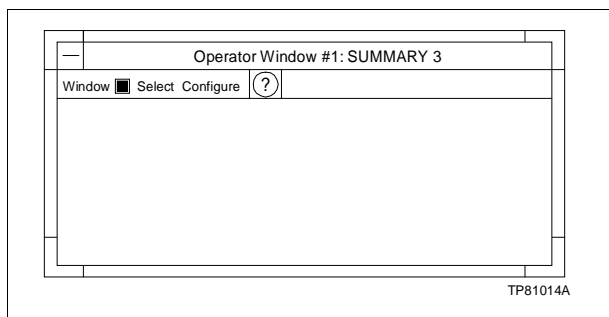 Operator Window #1: SUMMARY 3
Window Select Configure ?
TP81014A